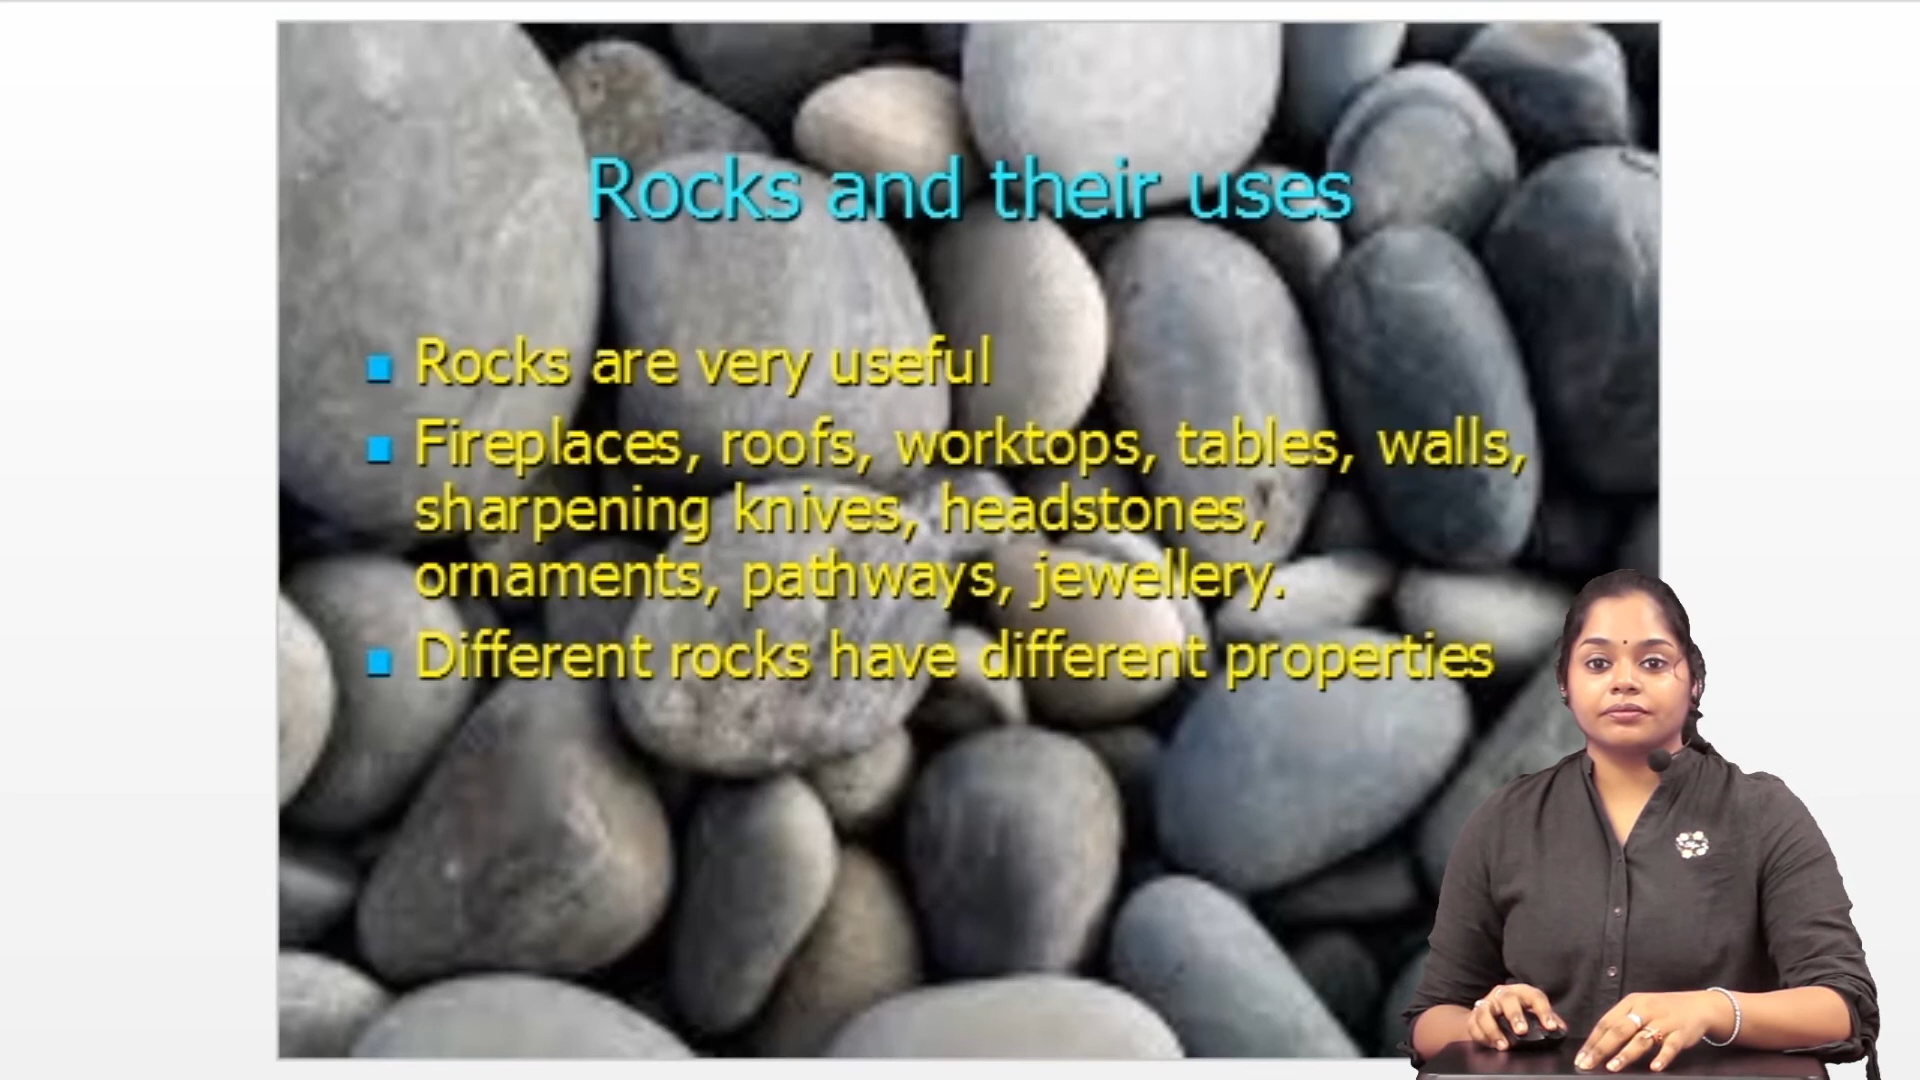 Rocks and their uses
Rocks are very useful
Fireplaces, roofs, worktops, tables, walls,
sharpening knives, headstones,
ornaments, pathways, jewellery.
Different rocks have different properties